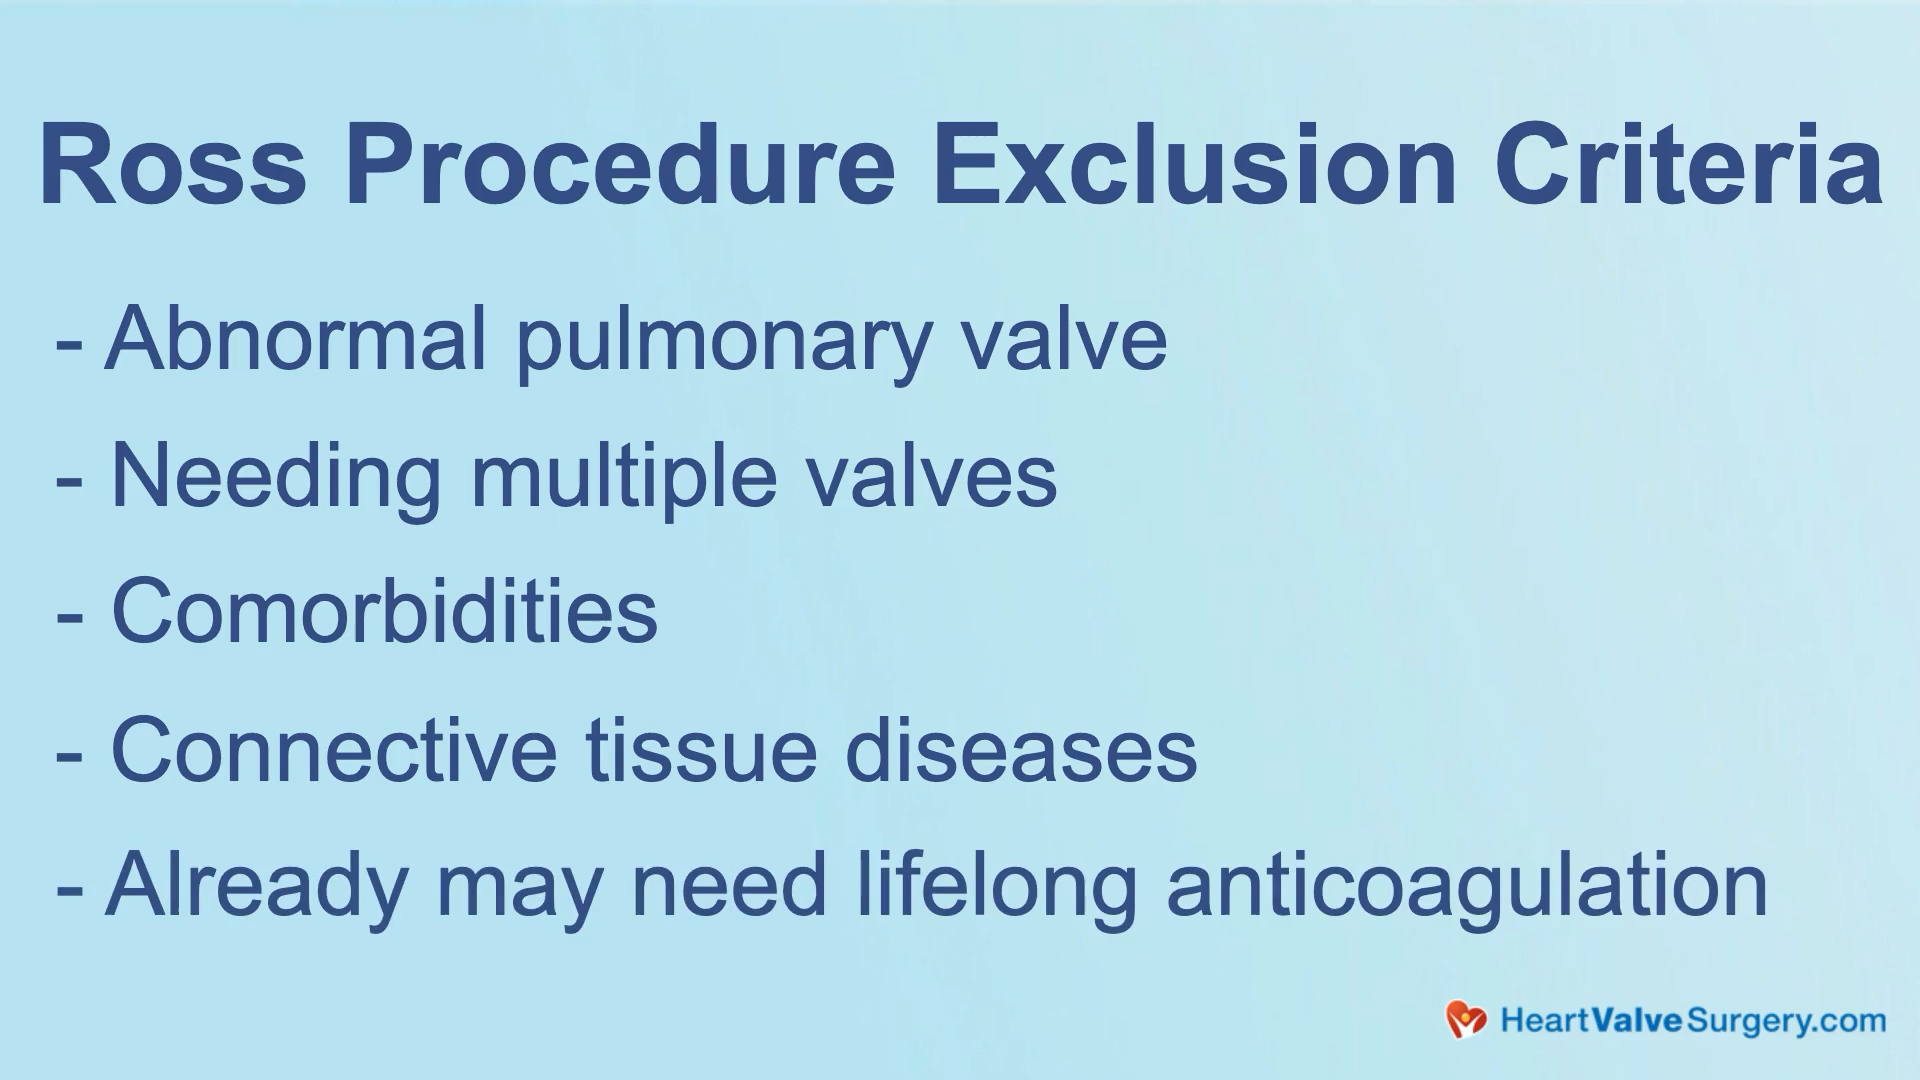 Ross Procedure Exclusion Criteria
- Abnormal pulmonary valve
- Needing multiple valves
- Comorbidities
- Connective tissue diseases
- Already may need lifelong anticoagulation
HeartValveSurgery.com